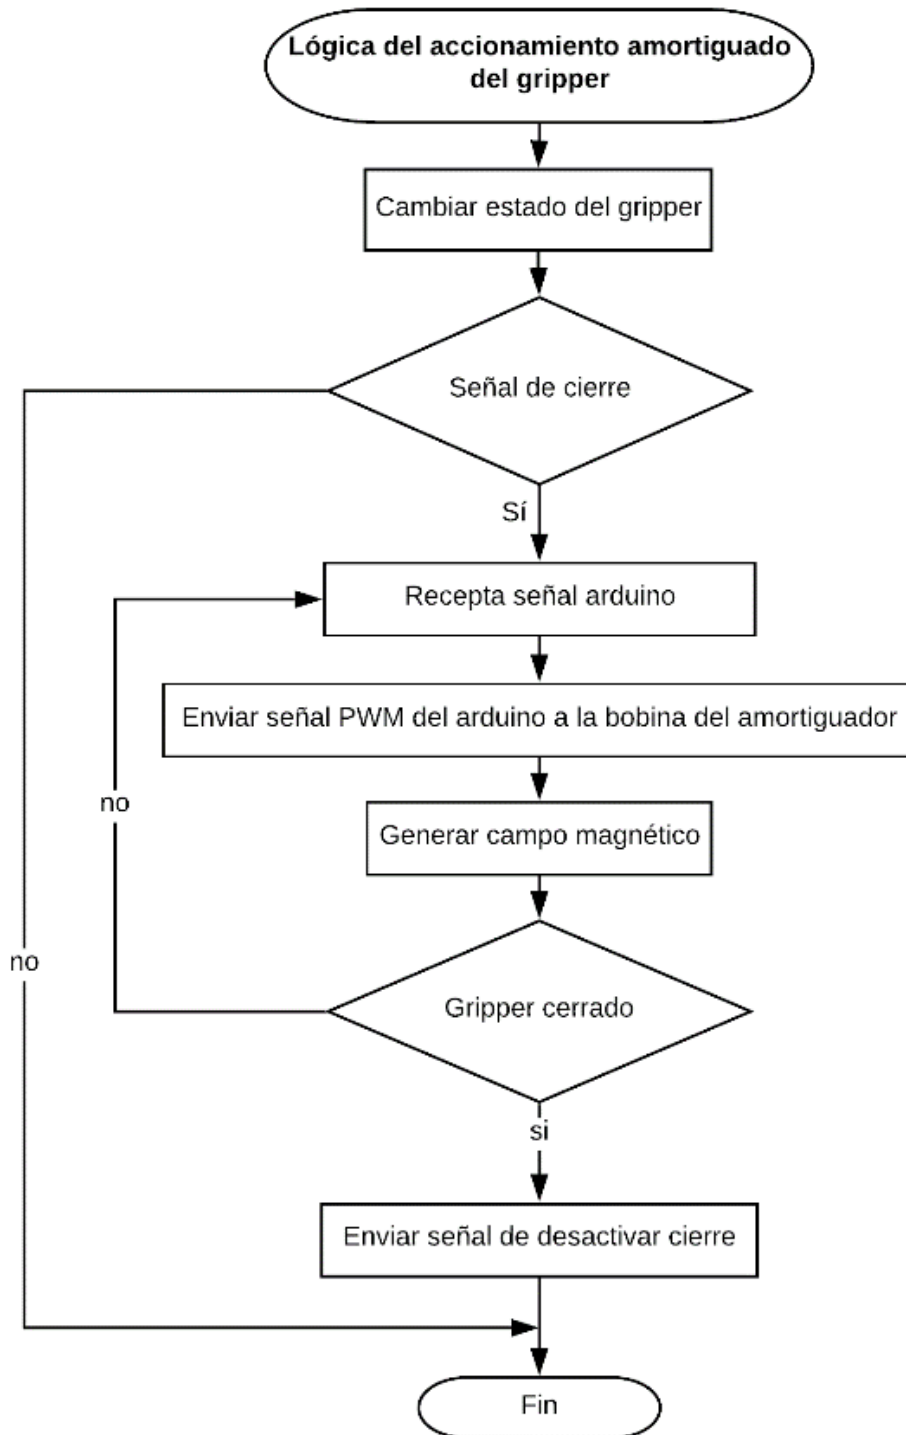 Lógica del accionamiento amortiguado
del gripper
Cambiar estado del gripper
Señal de cierre
Sí
Recepta señal arduino
Enviar señal PWM del arduino a la bobina del amortiguador
no
Generar campo magnético
no
Gripper cerrado
si
Enviar señal de desactivar cierre
Fin